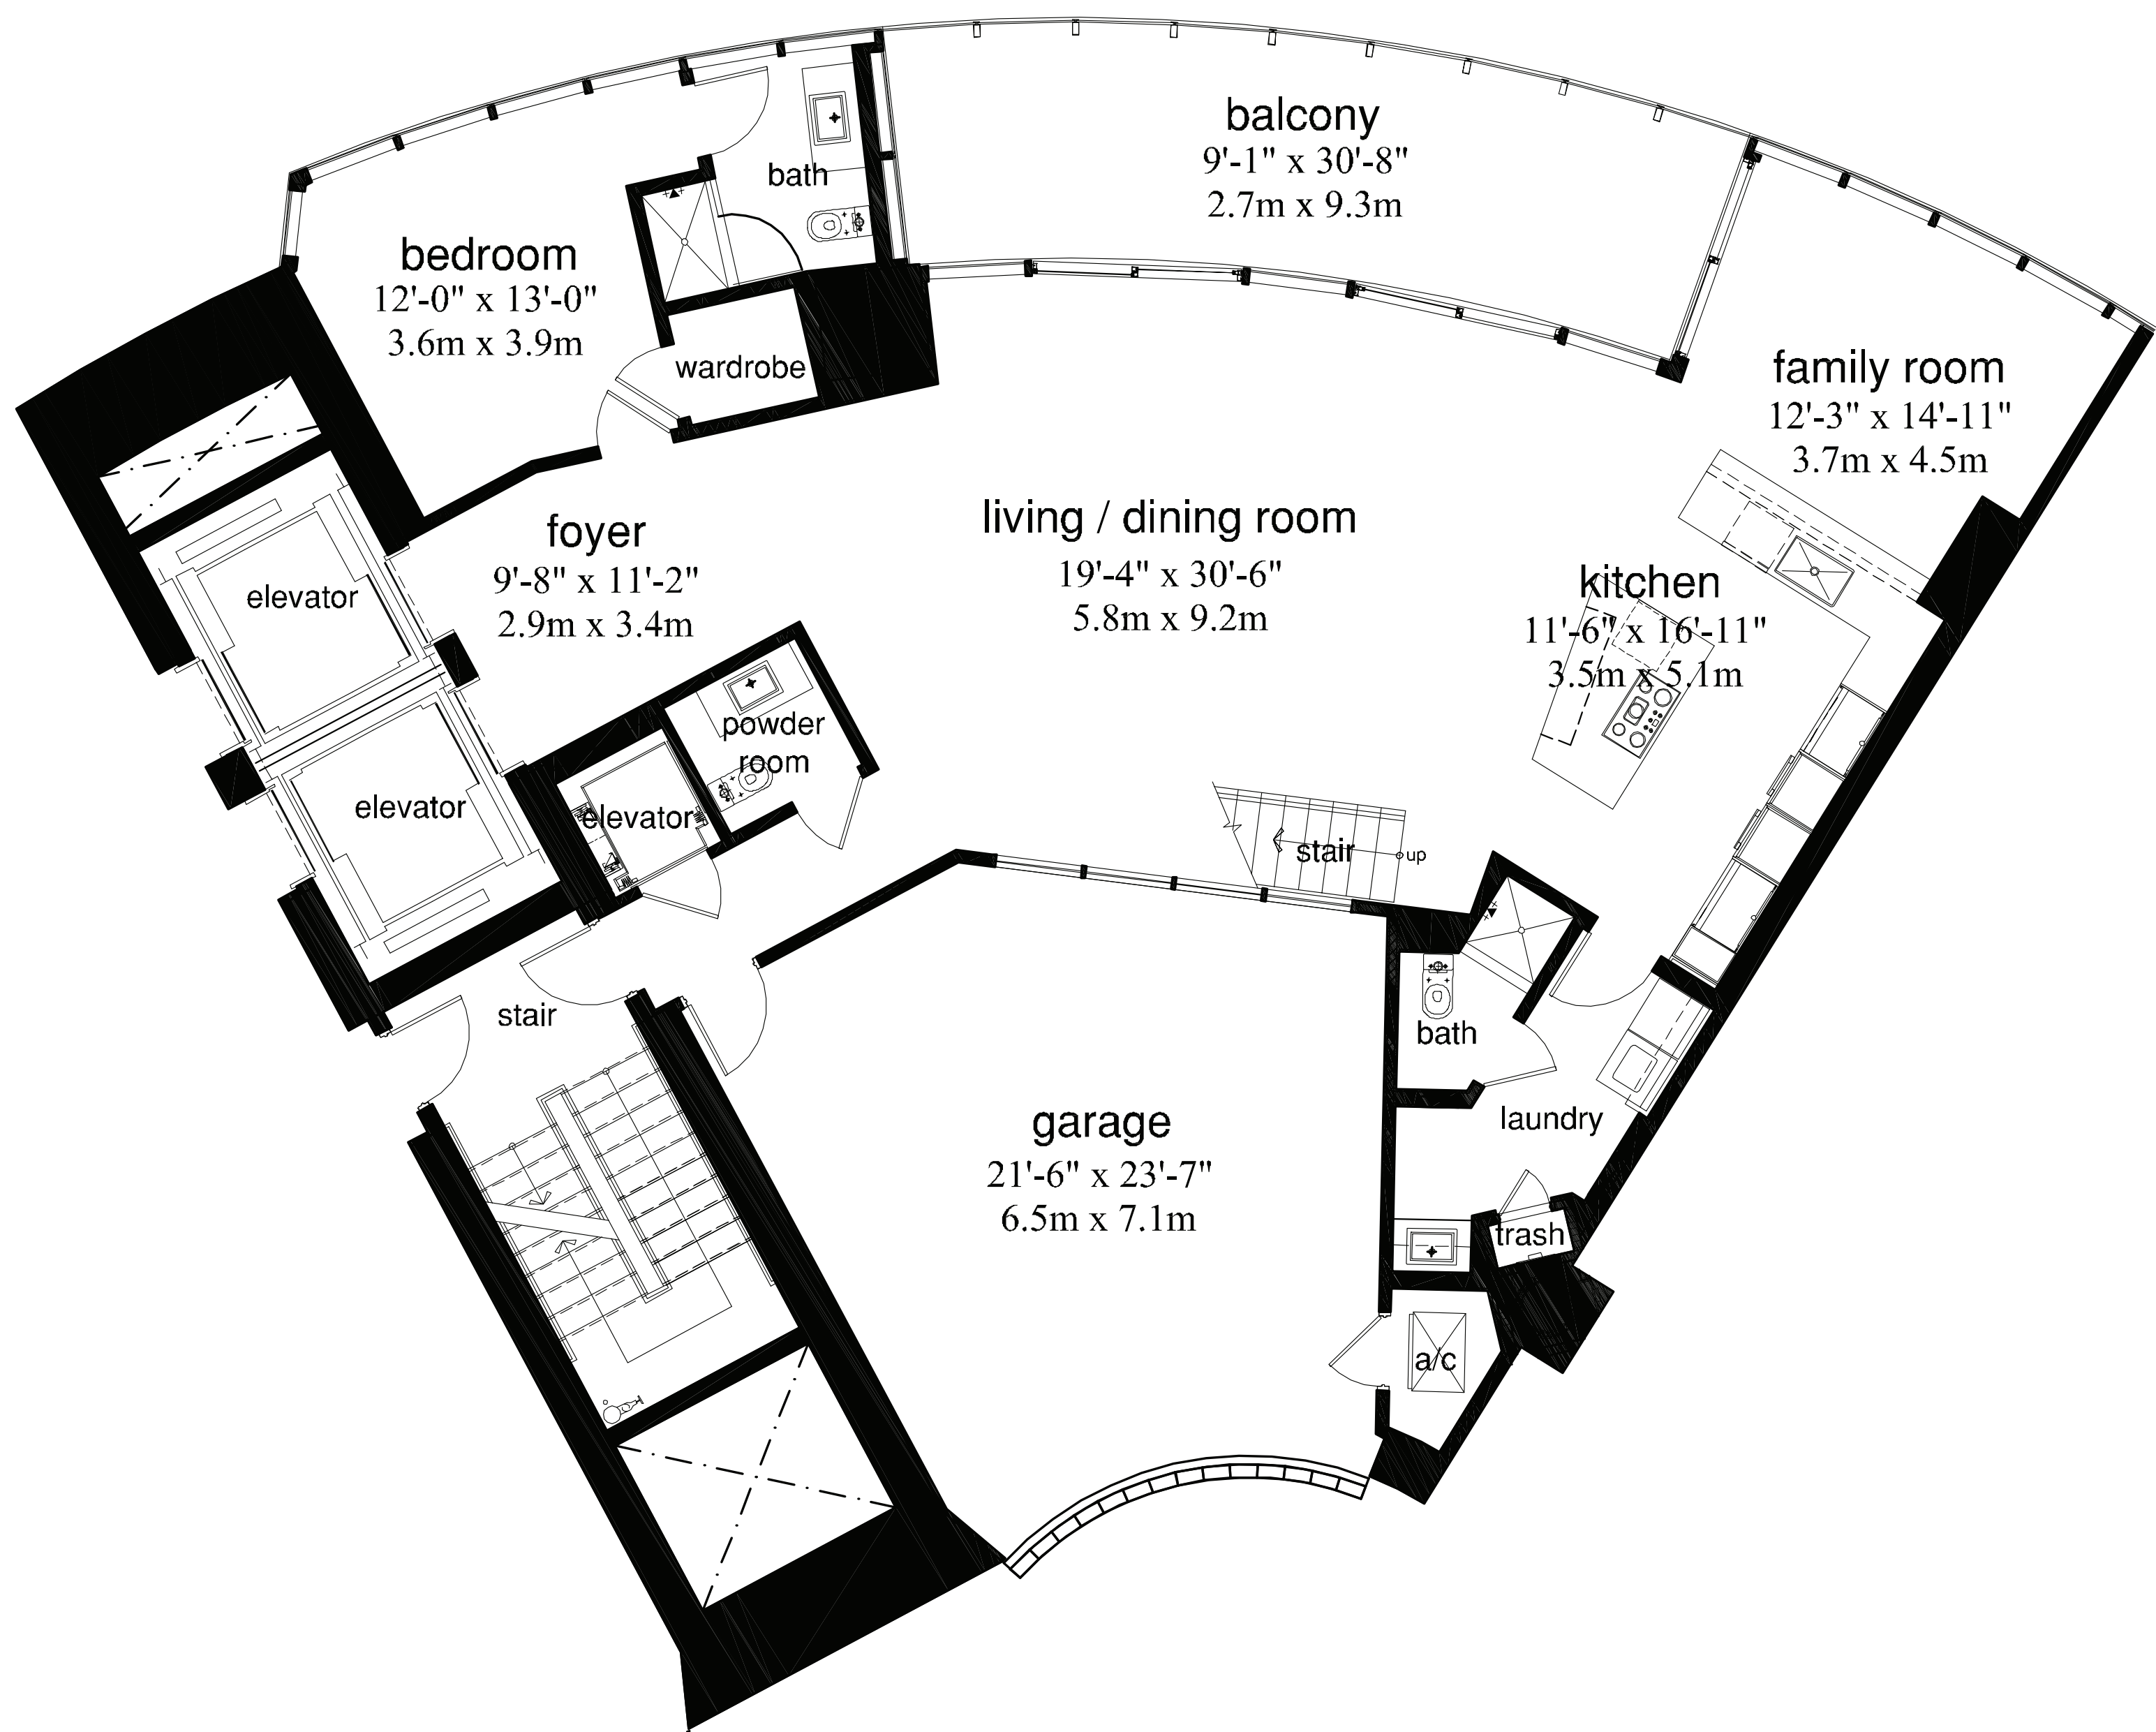 balcony
9'-1" x 30'-8"
2.7m x 9.3m
bath
bedroom
12'-0" x 13'-0"
3.6m x 3.9m
wardrobe
family room
12'-3" x 14'-11"
3.7m x 4.5m
foyer
9'-8" x 11'-2"
2.9m x 3.4m
living / dining room
19'-4" x 30'-6"
5.8m x 9.2m
kitchen
11'-6" x 16'-11"
3.5m x 5.1m
elevator
powder
room
elevator
elevator
stair
up
stair
bath
garage
21'-6" x 23'-7"
6.5m x 7.1m
laundry
trash
a/c